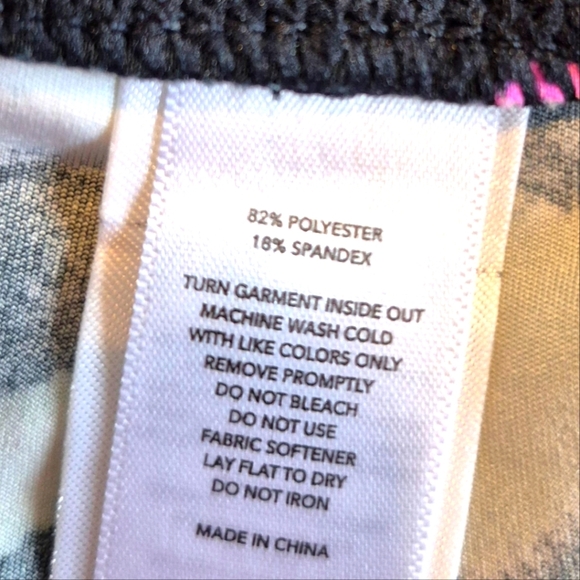 82% POLYESTER
18% SPANDEX
TURN GARMENT INSIDE OUT
MACHINE WASH COLD
WITH LIKE COLORS ONLY
REMOVE PROMPTLY
DO NOT BLEACH
DO NOT USE
FABRIC SOFTENER
LAY FLAT TO DRY
DO NOT IRON
MADE IN CHINA